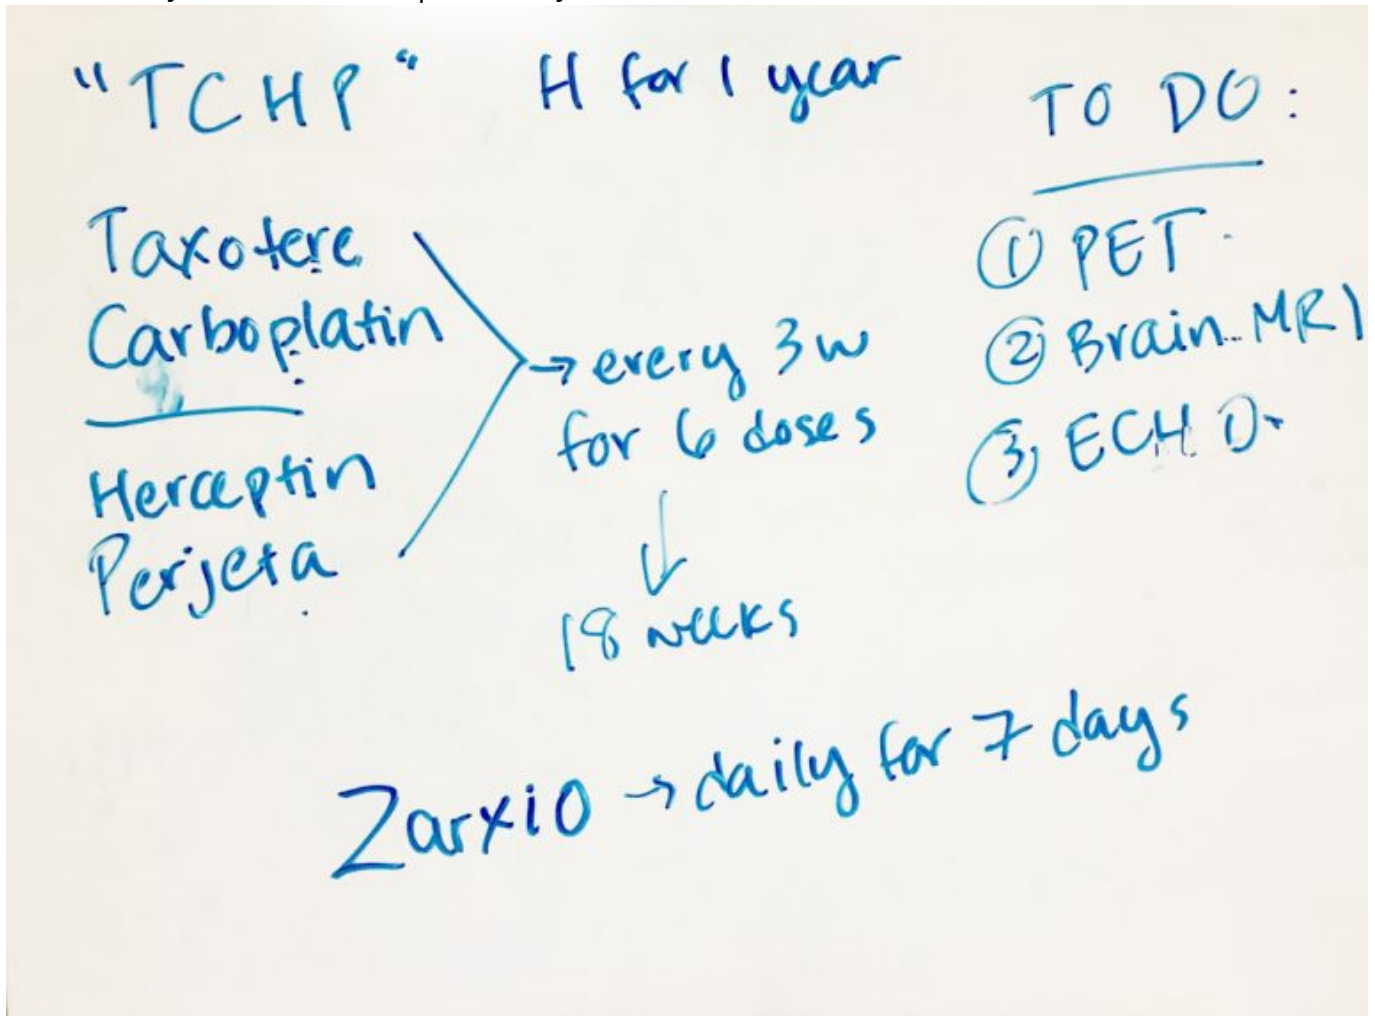 "TCHP"
H for 1 year
Taxotere
Carboplatin
Herceptin
Perjeta
→ every 3w
for 6 doses
↓
18 weeks
TO DO:
① PET
② Brain MRI
③ ECHO
Zarxio → daily for 7 days